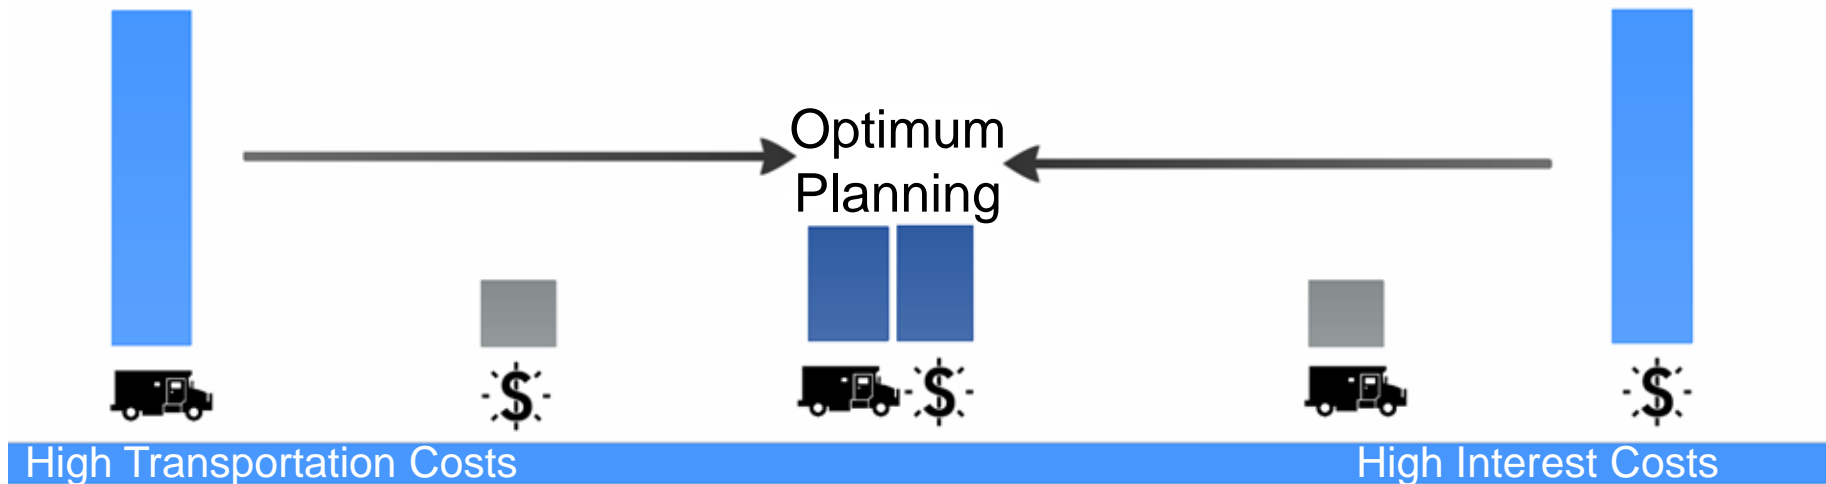 Optimum
Planning
$
$
$
High Transportation Costs
High Interest Costs